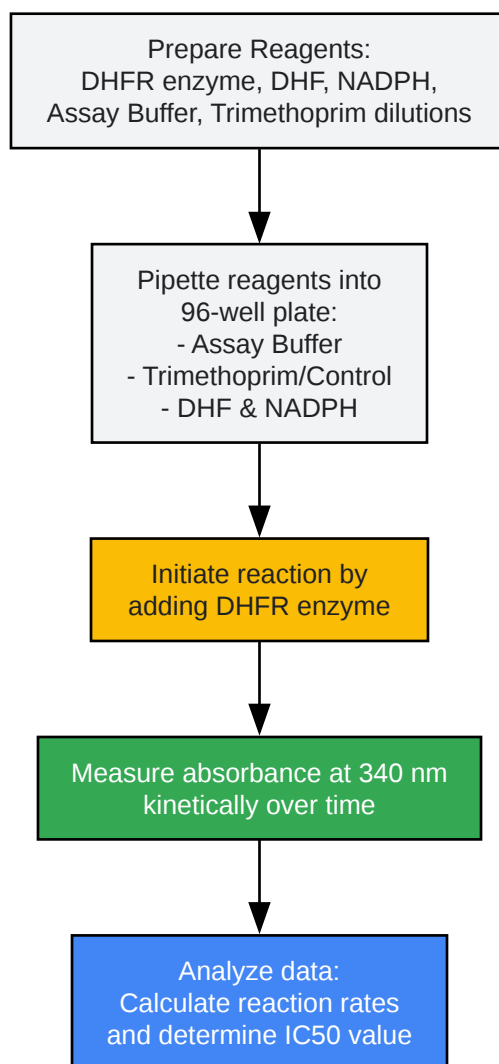 Prepare Reagents:
DHFR enzyme, DHF, NADPH,
Assay Buffer, Trimethoprim dilutions
Pipette reagents into
96-well plate:
- Assay Buffer
- Trimethoprim/Control
- DHF & NADPH
Initiate reaction by
adding DHFR enzyme
Measure absorbance at 340 nm
kinetically over time
Analyze data:
Calculate reaction rates
and determine IC50 value